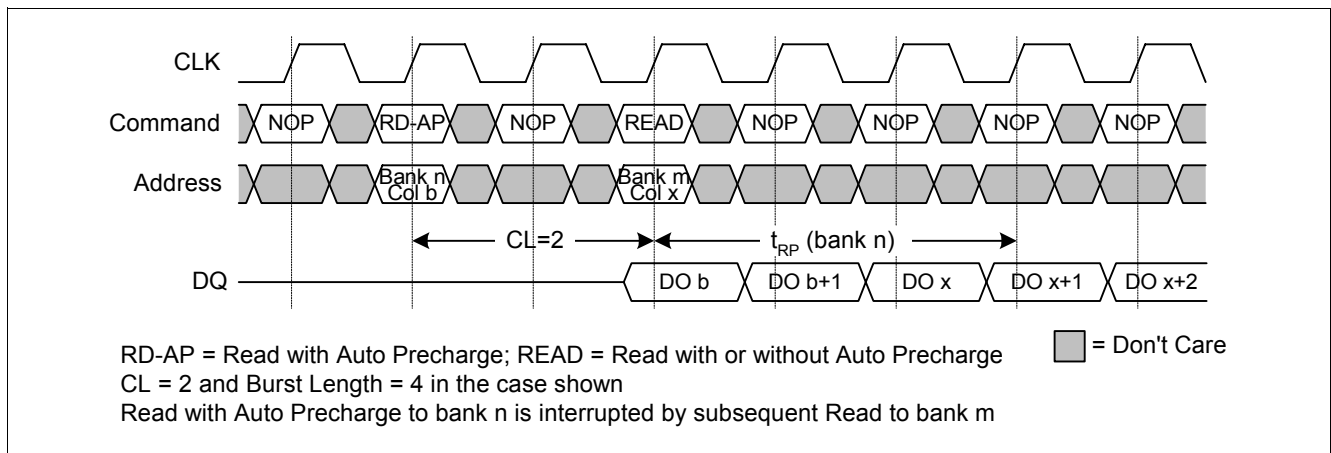 CLK
Command NOP RD-AP NOP READ NOP NOP NOP NOP
Address Bank n Col b Bank m Col x
CL=2 tRP (bank n)
DQ DO b DO b+1 DO x DO x+1 DO x+2
RD-AP = Read with Auto Precharge; READ = Read with or without Auto Precharge = Don't Care
CL = 2 and Burst Length = 4 in the case shown
Read with Auto Precharge to bank n is interrupted by subsequent Read to bank m